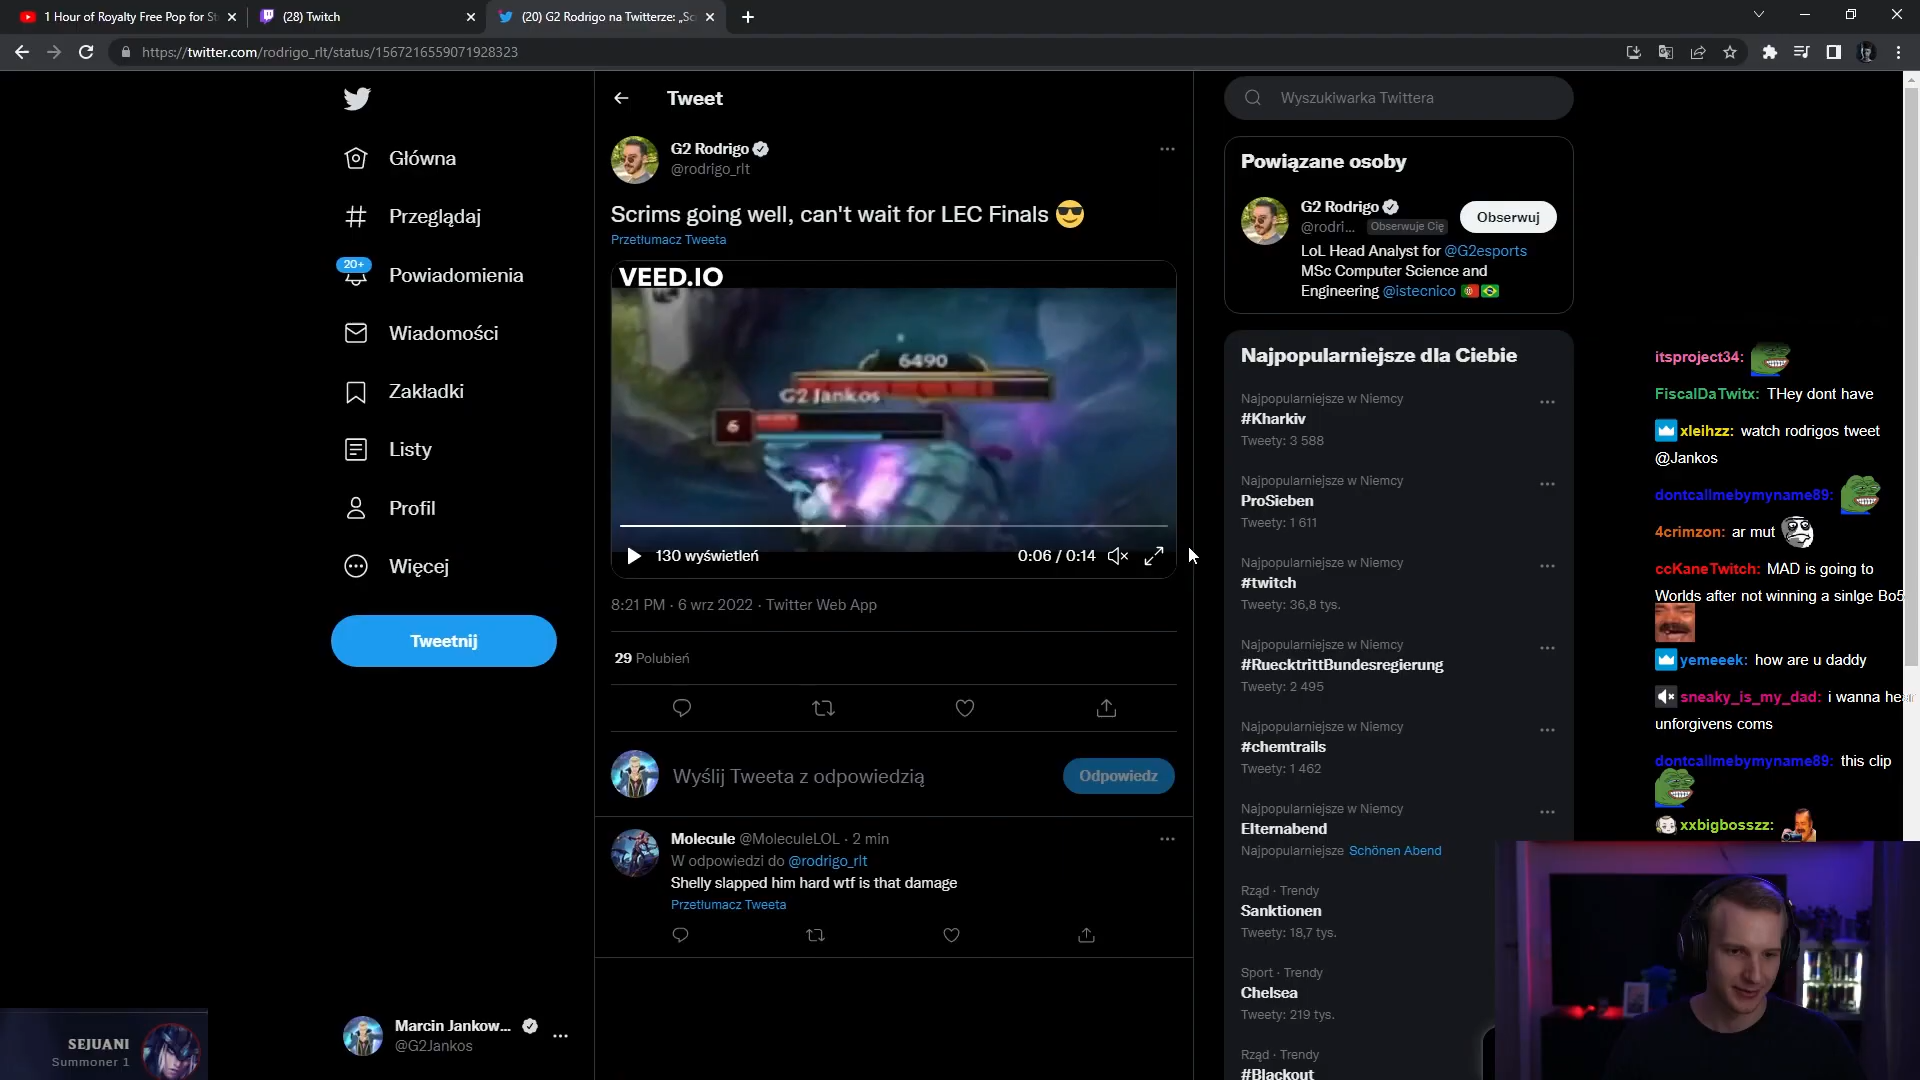 1 Hour of Royalty Free Pop for St
(28) Twitch
(20) G2 Rodrigo na Twitterze: „Sc
https://twitter.com/rodrigo_rlt/status/1567216559071928323
Główna
Przeglądaj
20+
Powiadomienia
Wiadomości
Zakładki
Listy
Profil
Więcej
Tweetnij
Marcin Jankow...
@G2Jankos
SEJUANI
Summoner 1
Tweet
G2 Rodrigo
@rodrigo_rlt
Scrims going well, can't wait for LEC Finals 😎
Przetłumacz Tweeta
VEED.IO
6490
G2 Jankos
6
130 wyświetleń
0:06 / 0:14
8:21 PM · 6 wrz 2022 · Twitter Web App
29 Polubień
Wyślij Tweeta z odpowiedzią
Odpowiedz
Molecule @MoleculeLOL · 2 min
W odpowiedzi do @rodrigo_rlt
Shelly slapped him hard wtf is that damage
Przetłumacz Tweeta
Wyszukiwarka Twittera
Powiązane osoby
G2 Rodrigo
@rodri... Obserwuje Cię
Obserwuj
LoL Head Analyst for @G2esports
MSc Computer Science and
Engineering @istecnico 🇵🇹🇧🇷
Najpopularniejsze dla Ciebie
Najpopularniejsze w Niemcy
#Kharkiv
Tweety: 3 588
Najpopularniejsze w Niemcy
ProSieben
Tweety: 1 611
Najpopularniejsze w Niemcy
#twitch
Tweety: 36,8 tys.
Najpopularniejsze w Niemcy
#RuecktrittBundesregierung
Tweety: 2 495
Najpopularniejsze w Niemcy
#chemtrails
Tweety: 1 462
Najpopularniejsze w Niemcy
Elternabend
Najpopularniejsze Schönen Abend
Rząd · Trendy
Sanktionen
Tweety: 18,7 tys.
Sport · Trendy
Chelsea
Tweety: 219 tys.
Rząd · Trendy
#Blackout
itsproject34:
FiscalDaTwitx: THey dont have
xleihzz: watch rodrigos tweet
@Jankos
dontcallmebymyname89:
4crimzon: ar mut
ccKaneTwitch: MAD is going to
Worlds after not winning a sinlge Bo5
yemeeek: how are u daddy
sneaky_is_my_dad: i wanna hear
unforgivens coms
dontcallmebymyname89: this clip
xxbigbosszz: